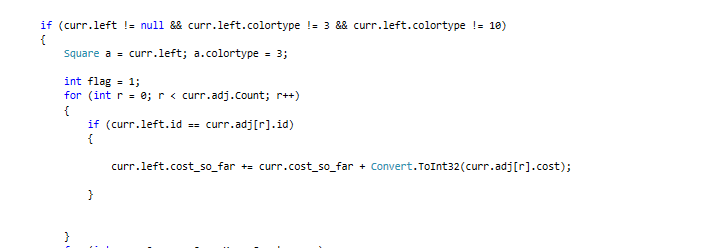 if (curr.left != null && curr.left.colortype != 3 && curr.left.colortype != 10)
{
Square a = curr.left; a.colortype = 3;
int flag = 1;
for (int r = 0; r < curr.adj.Count; r++)
{
if (curr.left.id == curr.adj[r].id)
{
curr.left.cost_so_far += curr.cost_so_far + Convert.ToInt32(curr.adj[r].cost);
}
}